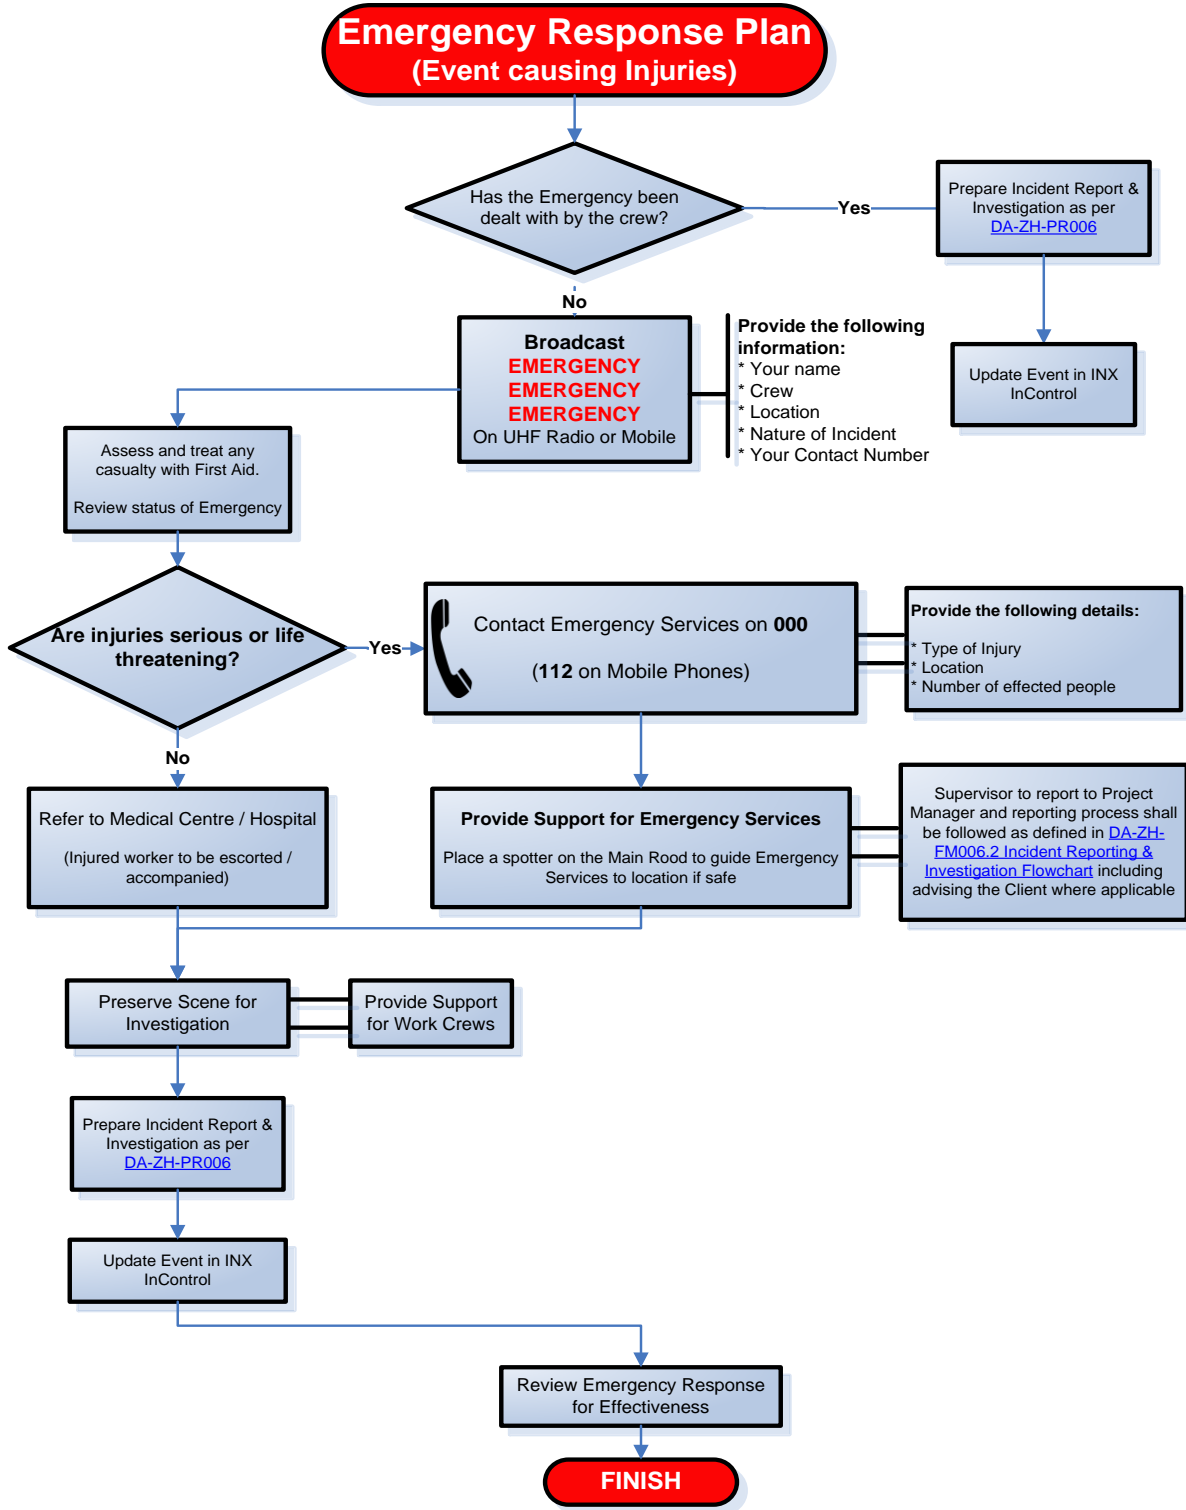 Emergency Response Plan
(Event causing Injuries)
Has the Emergency been
dealt with by the crew?
Yes
Prepare Incident Report &
Investigation as per
DA-ZH-PR006
Update Event in INX
InControl
No
Broadcast
EMERGENCY
EMERGENCY
EMERGENCY
On UHF Radio or Mobile
Provide the following
information:
* Your name
* Crew
* Location
* Nature of Incident
* Your Contact Number
Assess and treat any
casualty with First Aid.
Review status of Emergency
Are injuries serious or life
threatening?
Yes
Contact Emergency Services on 000
(112 on Mobile Phones)
Provide the following details:
* Type of Injury
* Location
* Number of effected people
No
Refer to Medical Centre / Hospital
(Injured worker to be escorted /
accompanied)
Provide Support for Emergency Services
Place a spotter on the Main Rood to guide Emergency
Services to location if safe
Supervisor to report to Project
Manager and reporting process shall
be followed as defined in DA-ZH-
FM006.2 Incident Reporting &
Investigation Flowchart including
advising the Client where applicable
Preserve Scene for
Investigation
Provide Support
for Work Crews
Prepare Incident Report &
Investigation as per
DA-ZH-PR006
Update Event in INX
InControl
Review Emergency Response
for Effectiveness
FINISH